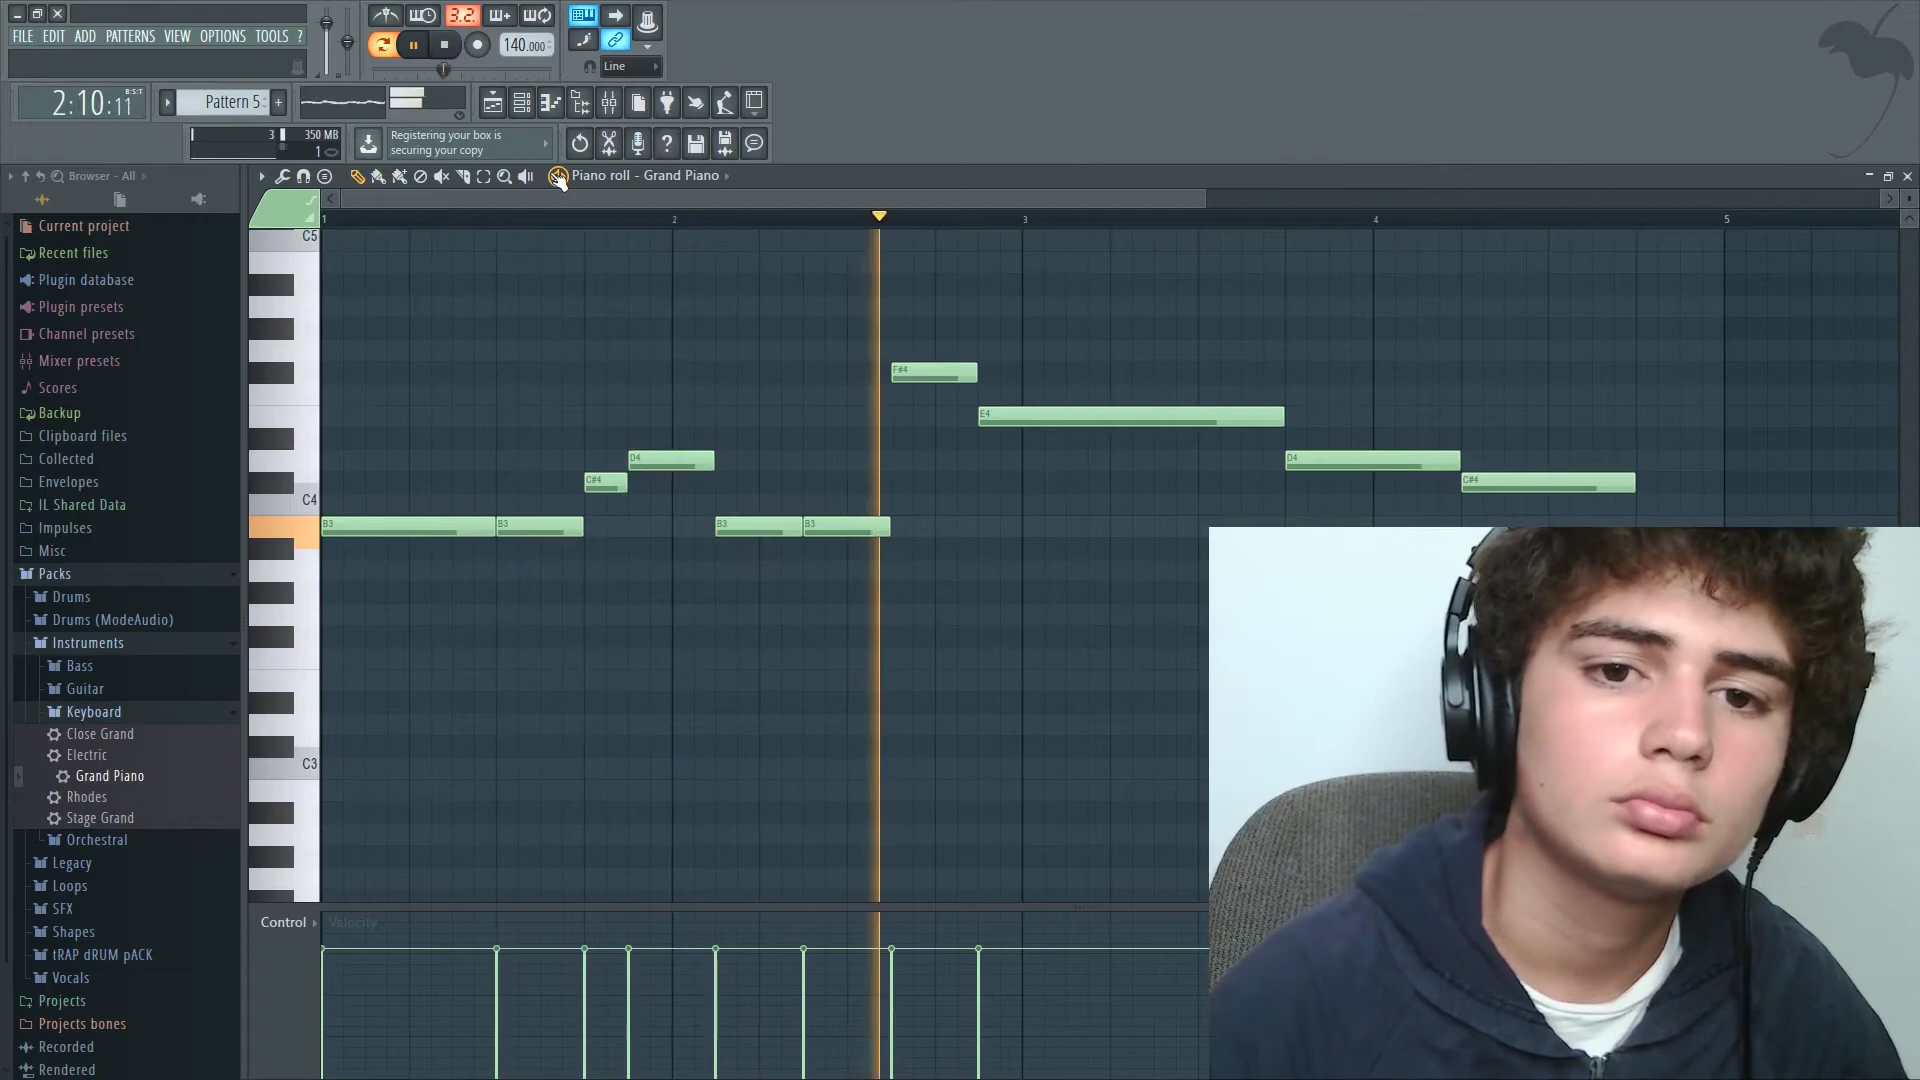 FILE EDIT ADD PATTERNS VIEW OPTIONS TOOLS ?
3.2.
140.000
Line
2:10:11
B:S:T
Pattern 5
+
3
350 MB
1
Registering your box is
securing your copy
?
Browser - All
Piano roll - Grand Piano
Current project
Recent files
Plugin database
Plugin presets
Channel presets
Mixer presets
Scores
Backup
Clipboard files
Collected
Envelopes
IL Shared Data
Impulses
Misc
Packs
Drums
Drums (ModeAudio)
Instruments
Bass
Guitar
Keyboard
Close Grand
Electric
Grand Piano
Rhodes
Stage Grand
Orchestral
Legacy
Loops
SFX
Shapes
tRAP dRUM pACK
Vocals
Projects
Projects bones
Recorded
Rendered
1 2 3 4 5
C5
F#4
E4
D4
D4
C#4
C#4
C4
B3 B3 B3 B3
C3
Control
Velocity